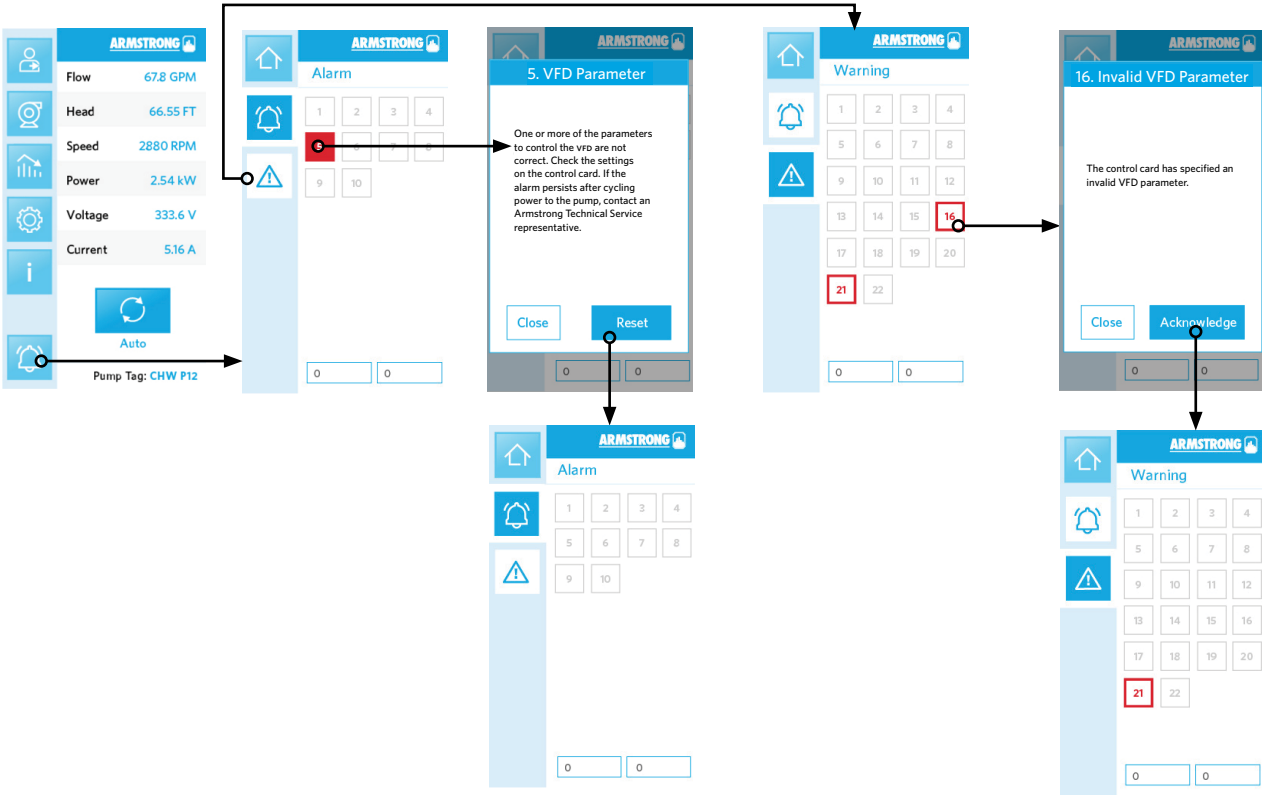 ARMSTRONG
Flow 67.8 GPM
Head 66.55 FT
Speed 2880 RPM
Power 2.54 kW
Voltage 333.6 V
Current 5.16 A
i
Auto
Pump Tag: CHW P12
ARMSTRONG
Alarm
1 2 3 4
5 6 7 8
9 10
0 0
ARMSTRONG
5. VFD Parameter
One or more of the parameters
to control the VFD are not
correct. Check the settings
on the control card. If the
alarm persists after cycling
power to the pump, contact an
Armstrong Technical Service
representative.
Close Reset
0 0
ARMSTRONG
Alarm
1 2 3 4
5 6 7 8
9 10
0 0
ARMSTRONG
Warning
1 2 3 4
5 6 7 8
9 10 11 12
13 14 15 16
17 18 19 20
21 22
0 0
ARMSTRONG
16. Invalid VFD Parameter
The control card has specified an
invalid VFD parameter.
Close Acknowledge
0 0
ARMSTRONG
Warning
1 2 3 4
5 6 7 8
9 10 11 12
13 14 15 16
17 18 19 20
21 22
0 0